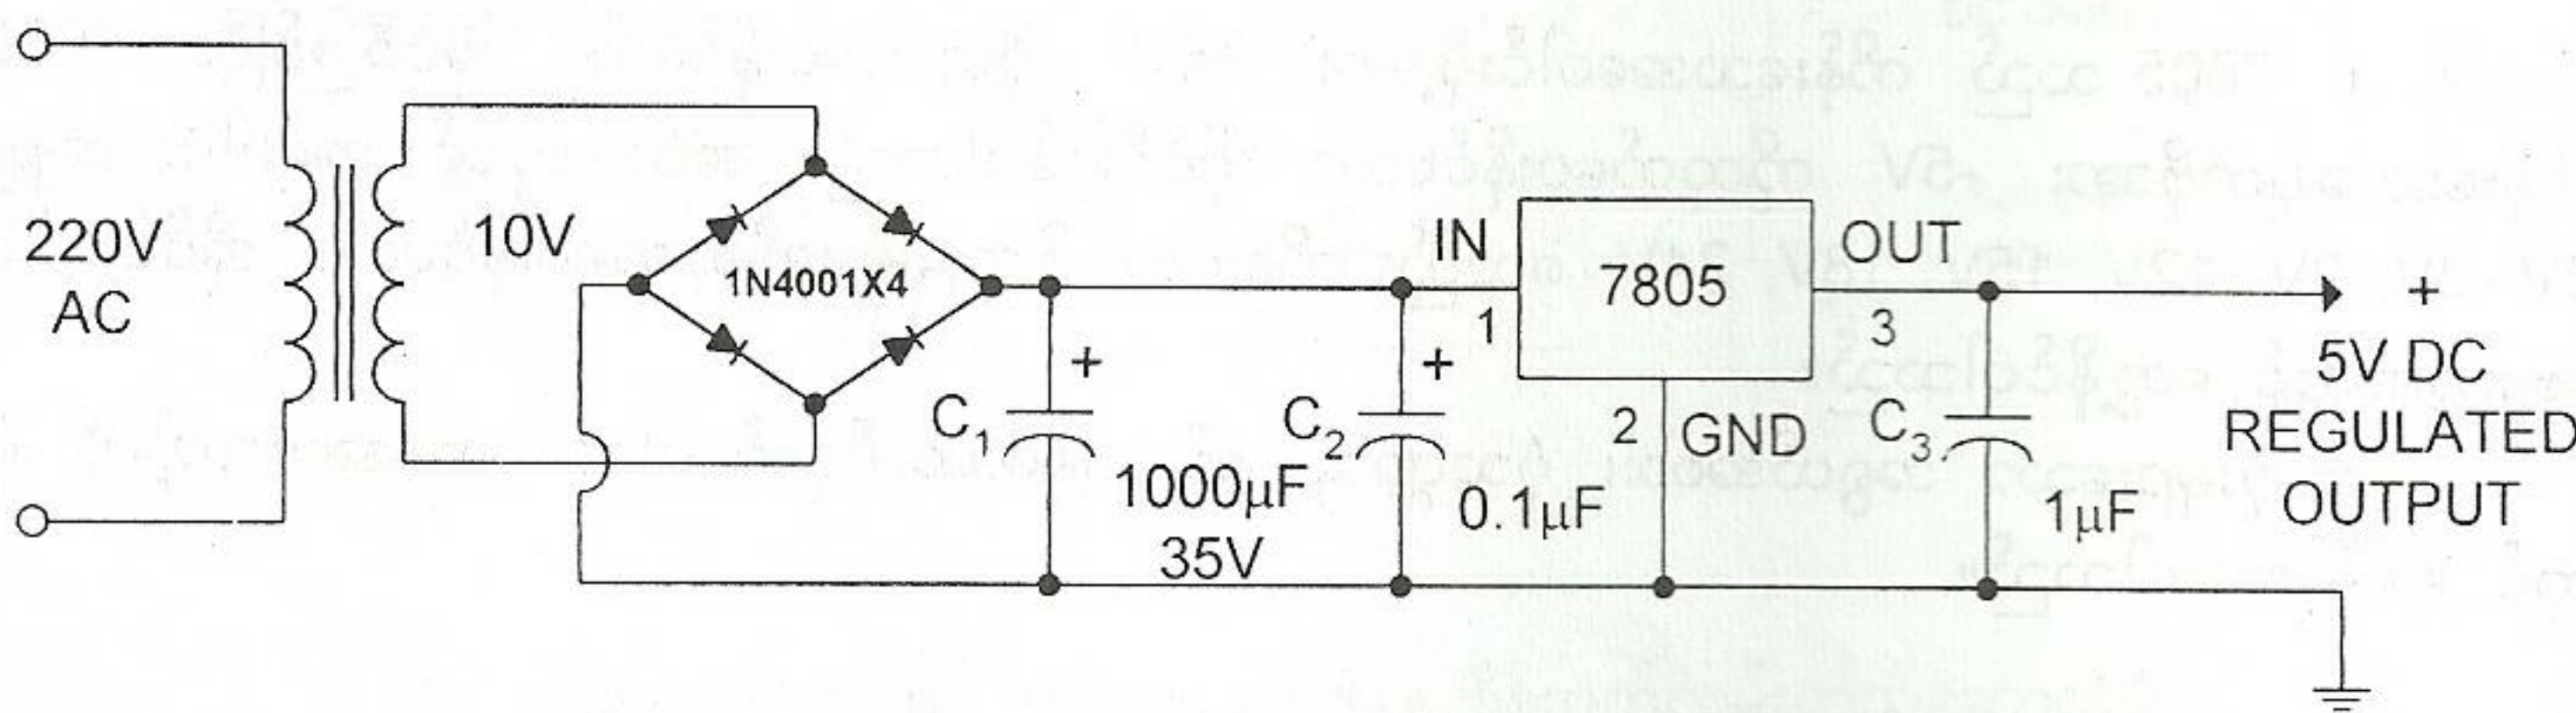 220V
AC
10V
1N4001X4
C1
+
1000μF
35V
C2
+
0.1μF
IN
1
7805
2 GND
OUT
3
C3
1μF
+
5V DC
REGULATED
OUTPUT